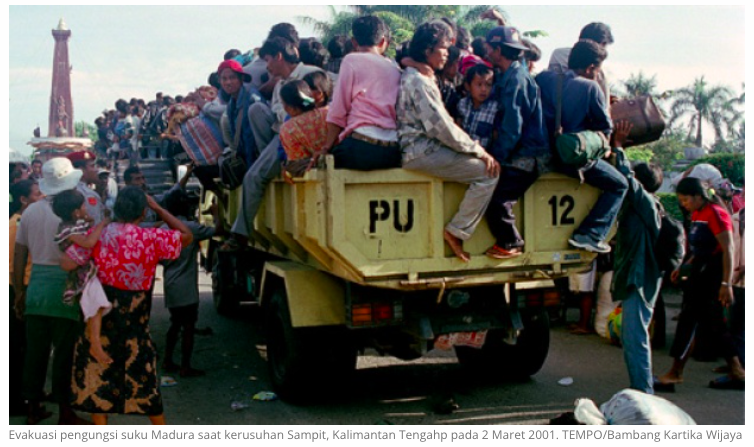 PU
12
Evakuasi pengungsi suku Madura saat kerusuhan Sampit, Kalimantan Tengahp pada 2 Maret 2001. TEMPO/Bambang Kartika Wijaya